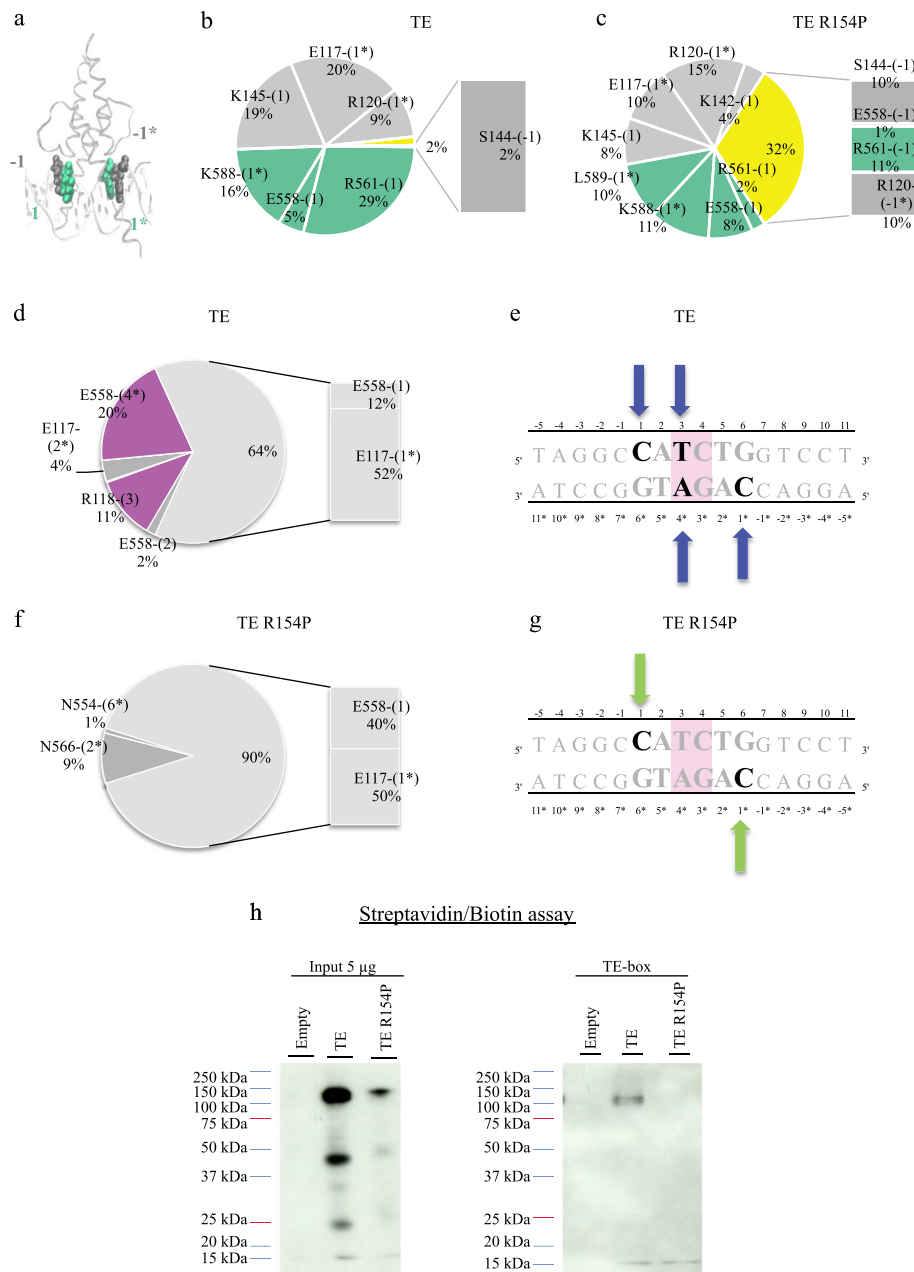 a
-1*
-1
1
1*
b
TE
E117-(1*)
20%
K145-(1)
19%
R120-(1*)
9%
2%
S144-(-1)
2%
K588-(1*)
16%
E558-(1)
5%
R561-(1)
29%
c
TE R154P
R120-(1*)
15%
E117-(1*)
10%
K142-(1)
4%
K145-(1)
8%
32%
L589-(1*)
10%
R561-(1)
2%
K588-(1*)
11%
E558-(1)
8%
S144-(-1)
10%
E558-(-1)
1%
R561-(-1)
11%
R120-
(-1*)
10%
d
TE
E558-(4*)
20%
E117-
(2*)
4%
R118-(3)
11%
E558-(2)
2%
64%
E558-(1)
12%
E117-(1*)
52%
e
TE
-5 -4 -3 -2 -1 1 2 3 4 5 6 7 8 9 10 11
5' T A G G C C A T C T G G T C C T 3'
3' A T C C G G T A G A C C A G G A 5'
11* 10* 9* 8* 7* 6* 5* 4* 3* 2* 1* -1* -2* -3* -4* -5*
f
TE R154P
N554-(6*)
1%
N566-(2*)
9%
90%
E558-(1)
40%
E117-(1*)
50%
g
TE R154P
-5 -4 -3 -2 -1 1 2 3 4 5 6 7 8 9 10 11
5' T A G G C C A T C T G G T C C T 3'
3' A T C C G G T A G A C C A G G A 5'
11* 10* 9* 8* 7* 6* 5* 4* 3* 2* 1* -1* -2* -3* -4* -5*
h
Streptavidin/Biotin assay
Input 5 µg
Empty
TE
TE R154P
250 kDa
150 kDa
100 kDa
75 kDa
50 kDa
37 kDa
25 kDa
20 kDa
15 kDa
TE-box
Empty
TE
TE R154P
250 kDa
150 kDa
100 kDa
75 kDa
50 kDa
37 kDa
25 kDa
20 kDa
15 kDa